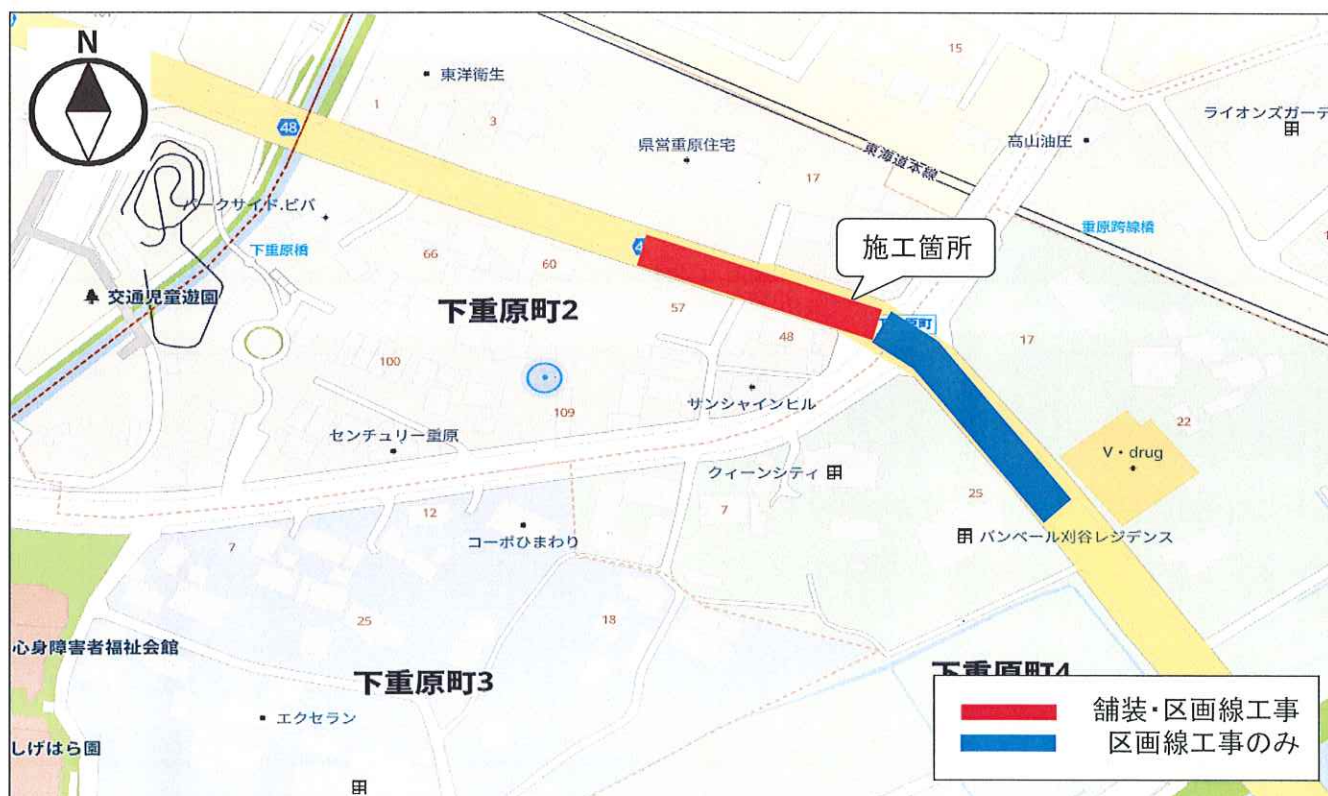 N
15
ライオンズガーデ
東洋衛生
1
3
48
県営重原住宅
高山油圧
17
東海道本線
パークサイド.ビバ
下重原橋
重原跨線橋
施工箇所
66
60
交通児童遊園
下重原町2
57
48
17
100
109
サンシャインヒル
22
センチュリー重原
V・drug
クィーンシティ
25
12
7
7
コーポひまわり
バンベール刈谷レジデンス
25
18
心身障害者福祉会館
下重原町3
下重原町4
エクセラン
舗装・区画線工事
区画線工事のみ
しげはら園